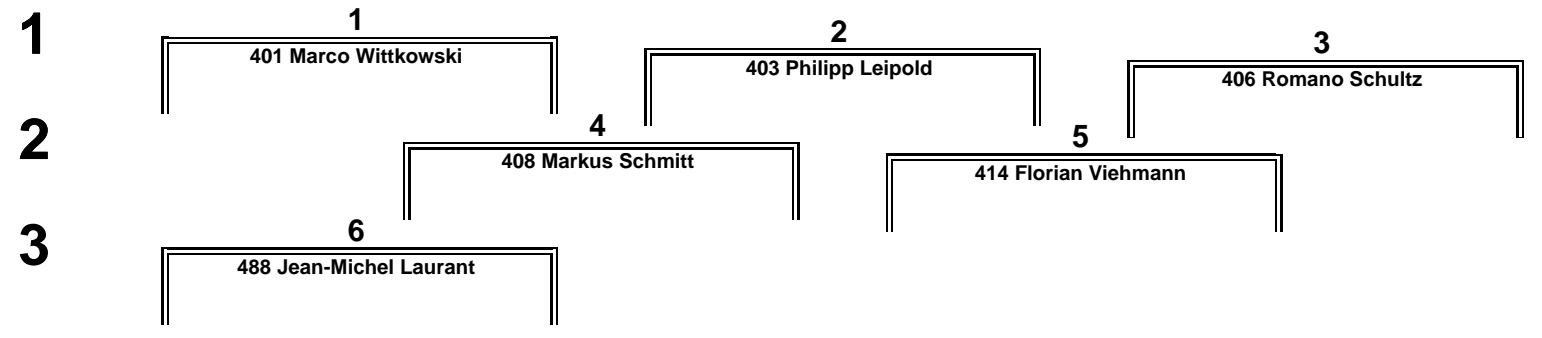 1
1
401 Marco Wittkowski
2
403 Philipp Leipold
3
406 Romano Schultz
2
4
408 Markus Schmitt
5
414 Florian Viehmann
3
6
488 Jean-Michel Laurant